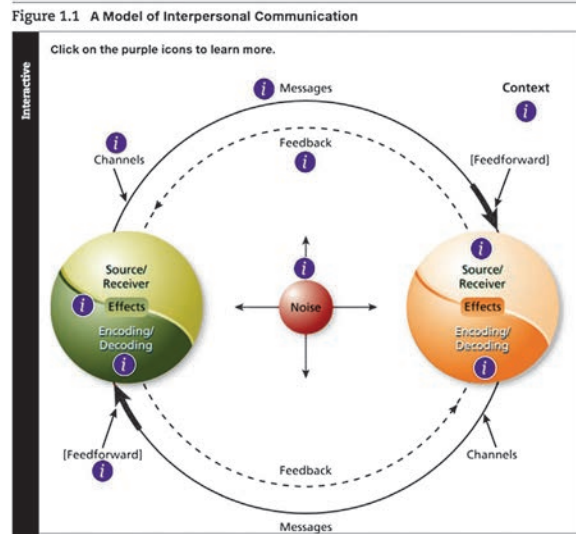 Figure 1.1 A Model of Interpersonal Communication
Interactive
Click on the purple icons to learn more.
i
Messages
Context
i
i
Channels
Feedback
i
[Feedforward]
i
Source/
Receiver
i
Effects
Encoding/
Decoding
i
i
Noise
Source/
Receiver
Effects
Encoding/
Decoding
i
[Feedforward]
i
Feedback
Channels
Messages